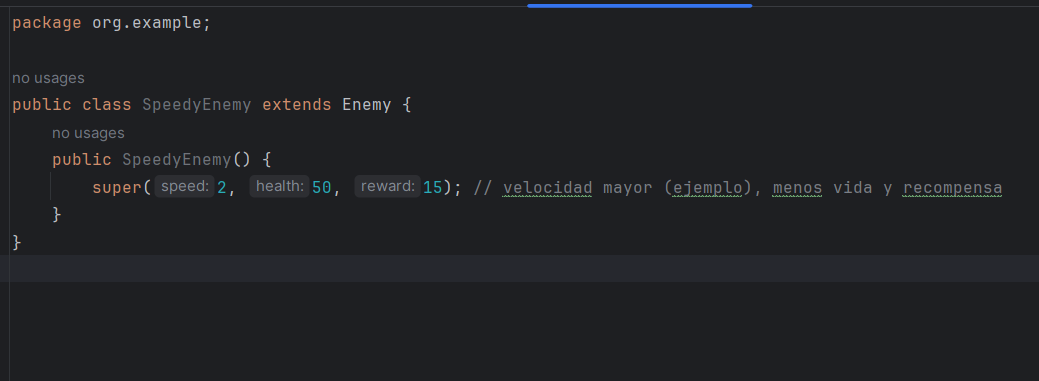 package org.example;
no usages
public class SpeedyEnemy extends Enemy {
no usages
public SpeedyEnemy() {
super( speed: 2, health: 50, reward: 15); // velocidad mayor (ejemplo), menos vida y recompensa
}
}